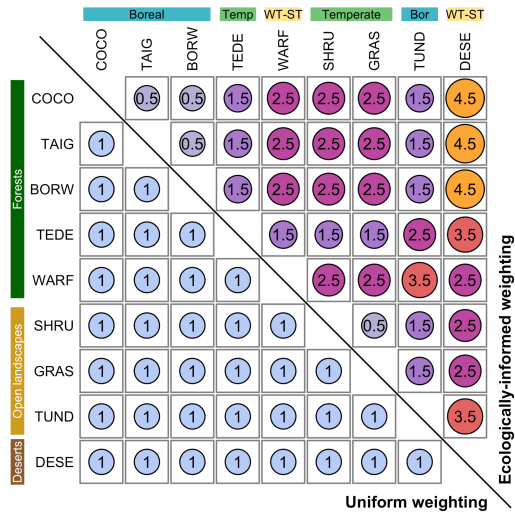 Boreal Temp WT-ST Temperate Bor WT-ST
COCO TAIG BORW TEDE WARF SHRU GRAS TUND DESE
COCO 0.5 0.5 1.5 2.5 2.5 2.5 1.5 4.5
TAIG 1 0.5 1.5 2.5 2.5 2.5 1.5 4.5
BORW 1 1 1.5 2.5 2.5 2.5 1.5 4.5
TEDE 1 1 1 1.5 1.5 1.5 2.5 3.5
WARF 1 1 1 1 2.5 2.5 3.5 2.5
SHRU 1 1 1 1 1 0.5 1.5 2.5
GRAS 1 1 1 1 1 1 1.5 2.5
TUND 1 1 1 1 1 1 1 3.5
DESE 1 1 1 1 1 1 1 1
Forests
Open landscapes
Deserts
Ecologically-informed weighting
Uniform weighting